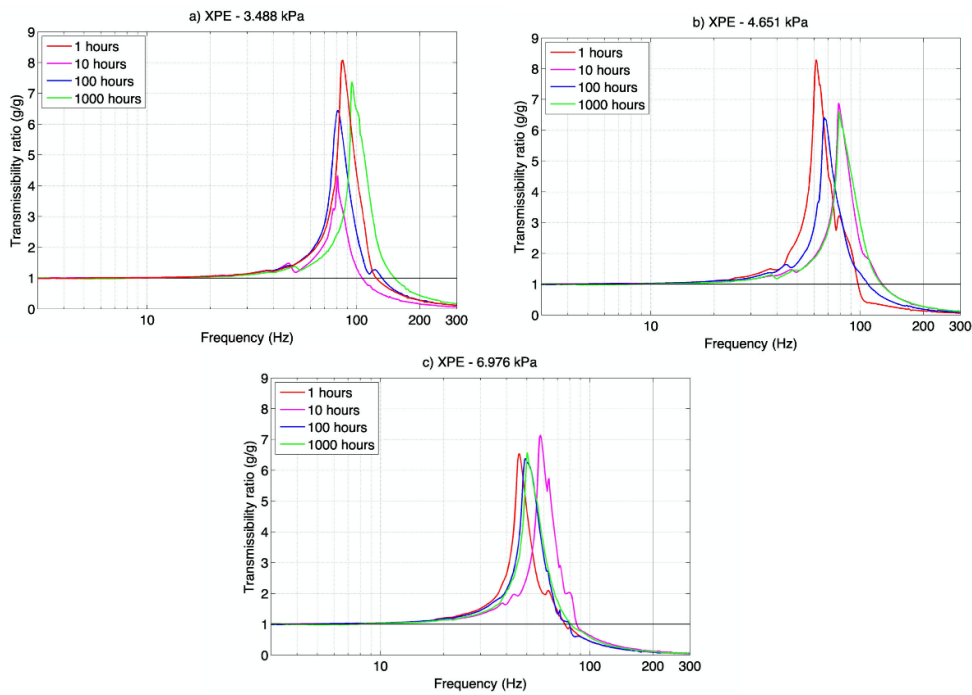 a) XPE - 3.488 kPa
9
8
7
6
5
4
3
2
1
0
Transmissibility ratio (g/g)
1 hours
10 hours
100 hours
1000 hours
10 100 200 300
Frequency (Hz)
b) XPE - 4.651 kPa
9
8
7
6
5
4
3
2
1
0
Transmissibility ratio (g/g)
1 hours
10 hours
100 hours
1000 hours
10 100 200 300
Frequency (Hz)
c) XPE - 6.976 kPa
9
8
7
6
5
4
3
2
1
0
Transmissibility ratio (g/g)
1 hours
10 hours
100 hours
1000 hours
10 100 200 300
Frequency (Hz)